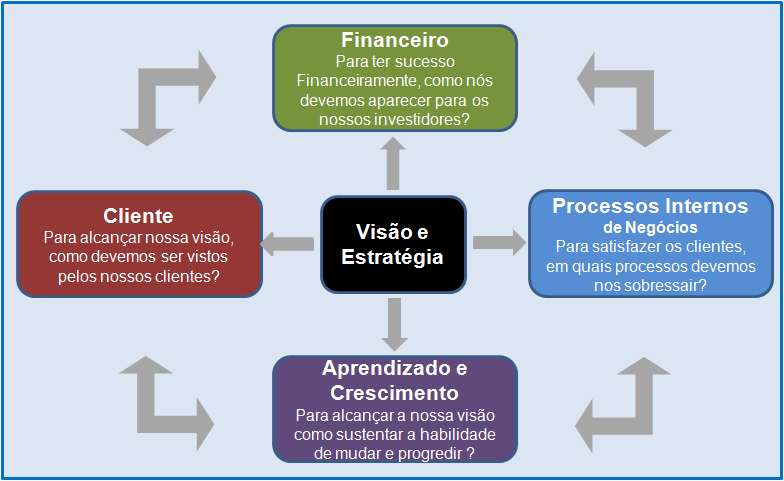 Financeiro
Para ter sucesso
Financeiramente, como nós
devemos aparecer para os
nossos investidores?
Cliente
Para alcançar nossa visão,
como devemos ser vistos
pelos nossos clientes?
Visão e
Estratégia
Processos Internos
de Negócios
Para satisfazer os clientes,
em quais processos devemos
nos sobressair?
Aprendizado e
Crescimento
Para alcançar a nossa visão
como sustentar a habilidade
de mudar e progredir ?